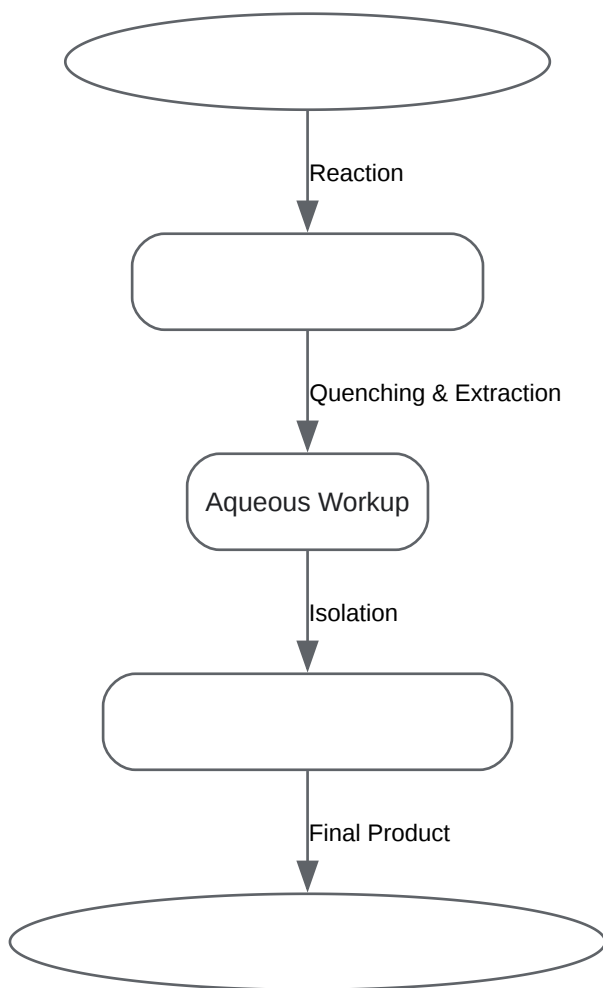 Reaction
Quenching & Extraction
Aqueous Workup
Isolation
Final Product